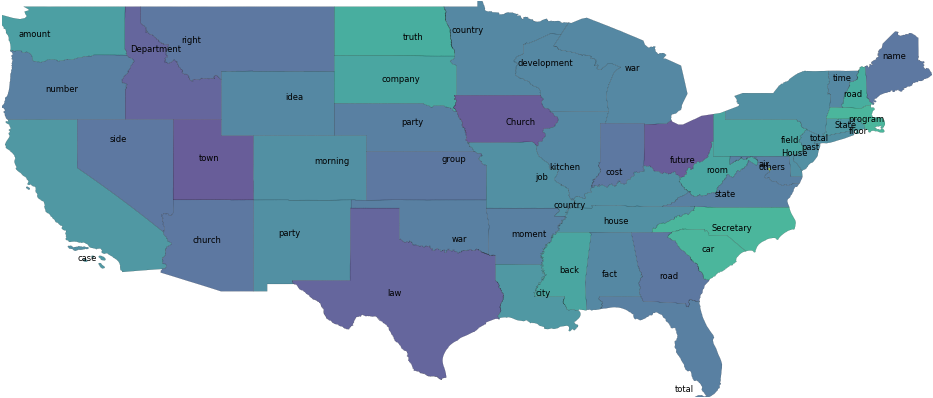 name
country
amount
truth
right
Department
development
war
time
company
number
road
idea
program
party
Church
State
floor
side
total
field
past
House
town
group
future
morning
air
others
kitchen
room
cost
job
state
country
house
Secretary
party
moment
church
war
car
case
back
fact
road
law
city
total